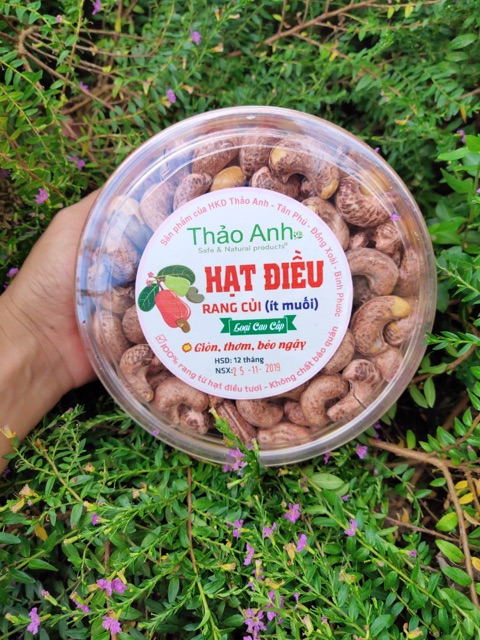 Sản phẩm của HKD Thảo Anh - Tân Phú - Đồng Xoài - Bình Phước
Thảo Anh
Safe & Natural products
HẠT ĐIỀU
RANG CỦI (ít muối)
Loại Cao Cấp
Giòn, thơm, béo ngậy
HSD: 12 tháng
NSX: 25-11-2019
100% rang từ hạt điều tươi - Không chất bảo quản